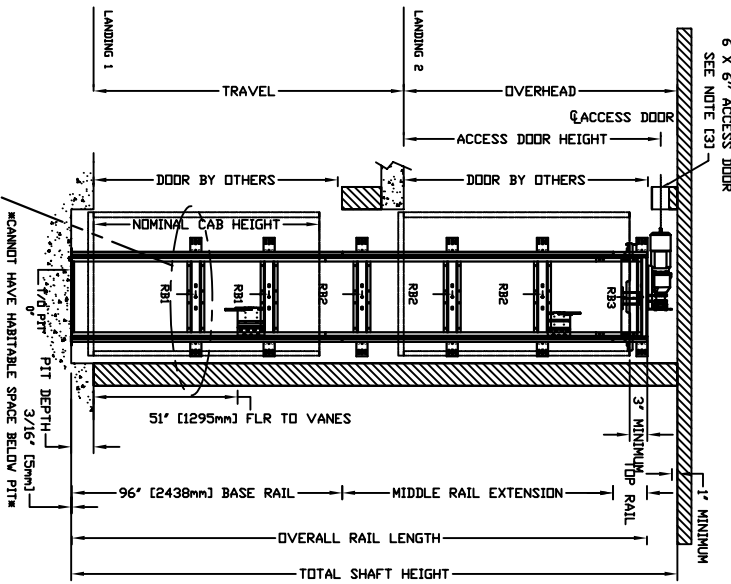 6 X 6" ACCESS DOOR
SEE NOTE [3]
LANDING 1
LANDING 2
TRAVEL
OVERHEAD
℄ACCESS DOOR
ACCESS DOOR HEIGHT
DOOR BY OTHERS
DOOR BY OTHERS
NOMINAL CAB HEIGHT
RB1
RB1
RB2
RB2
RB2
RB3
T/O PIT
0"
PIT DEPTH
3/16" [5mm]
*CANNOT HAVE HABITABLE SPACE BELOW PIT*
51" [1295mm] FLR TO VANES
3" MINIMUM
TOP RAIL
1" MINIMUM
96" [2438mm] BASE RAIL
MIDDLE RAIL EXTENSION
OVERALL RAIL LENGTH
TOTAL SHAFT HEIGHT